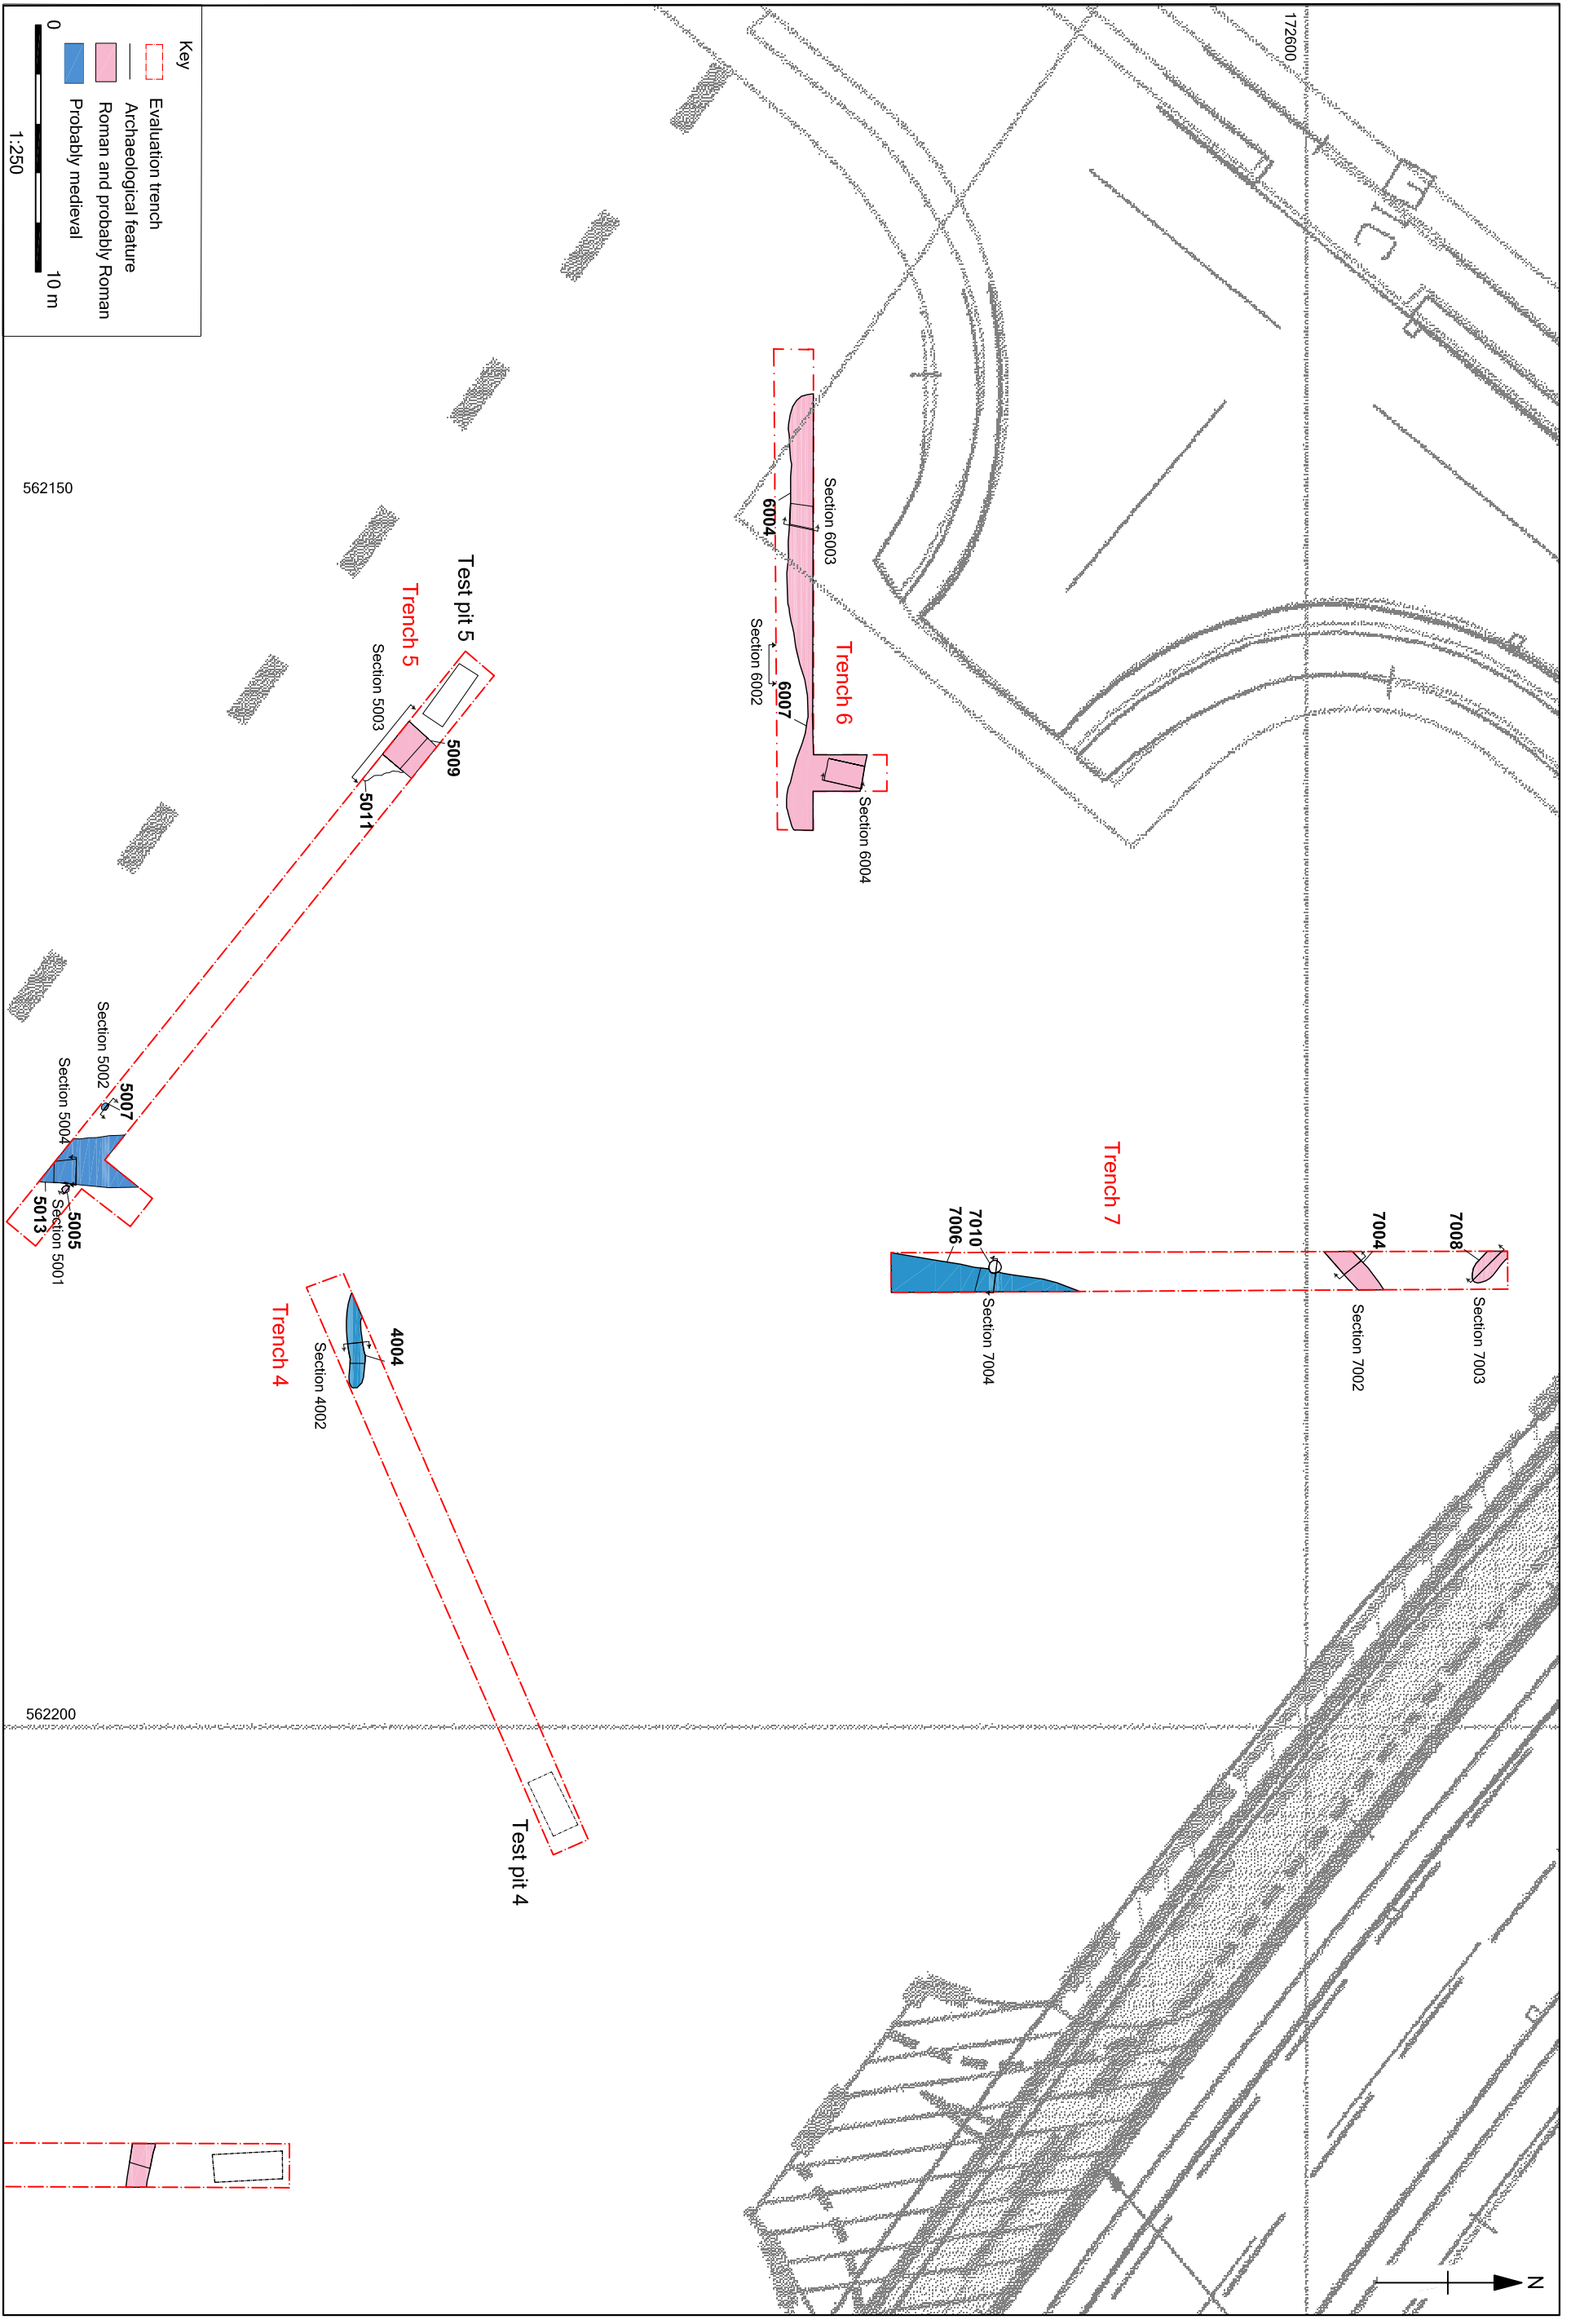 N
7008
Section 7003
7004
Section 7002
172600
Trench 7
7010
7006
Section 7004
Section 6004
Trench 6
Section 6003
6007
6004
Section 6002
Test pit 4
Test pit 5
5009
Trench 5
4004
Section 5003
5011
Section 4002
Trench 4
5007
Section 5002
5005
Section 5004
Section 5001
5013
562150
562200
Key
Evaluation trench
Archaeological feature
Roman and probably Roman
Probably medieval
0
10 m
1:250